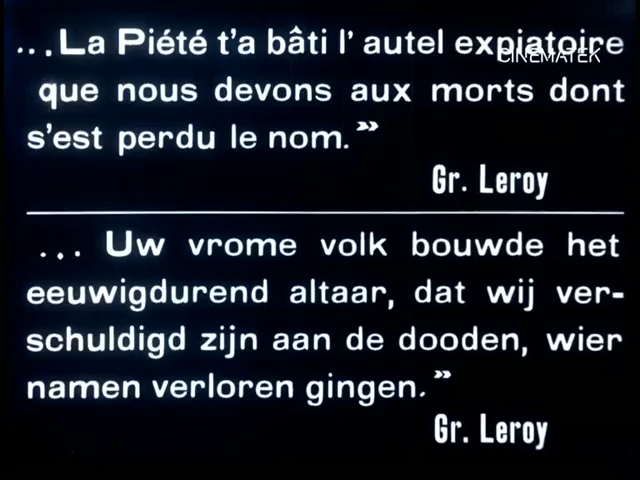 ...La Piété t'a bâti l' autel expiatoire
CINEMATEK
que nous devons aux morts dont
s'est perdu le nom.»
Gr. Leroy
... Uw vrome volk bouwde het
eeuwigdurend altaar, dat wij ver-
schuldigd zijn aan de dooden, wier
namen verloren gingen.»
Gr. Leroy